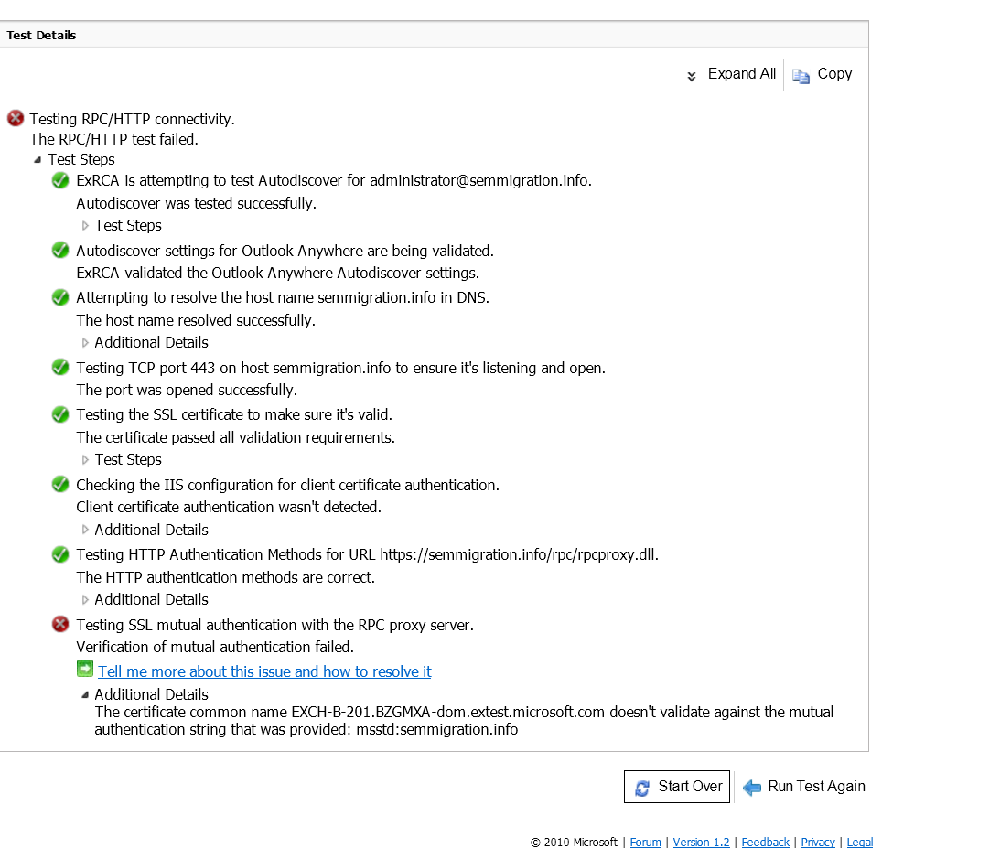 Test Details
Expand All
Copy
Testing RPC/HTTP connectivity.
The RPC/HTTP test failed.
Test Steps
ExRCA is attempting to test Autodiscover for administrator@semmigration.info.
Autodiscover was tested successfully.
Test Steps
Autodiscover settings for Outlook Anywhere are being validated.
ExRCA validated the Outlook Anywhere Autodiscover settings.
Attempting to resolve the host name semmigration.info in DNS.
The host name resolved successfully.
Additional Details
Testing TCP port 443 on host semmigration.info to ensure it's listening and open.
The port was opened successfully.
Testing the SSL certificate to make sure it's valid.
The certificate passed all validation requirements.
Test Steps
Checking the IIS configuration for client certificate authentication.
Client certificate authentication wasn't detected.
Additional Details
Testing HTTP Authentication Methods for URL https://semmigration.info/rpc/rpcproxy.dll.
The HTTP authentication methods are correct.
Additional Details
Testing SSL mutual authentication with the RPC proxy server.
Verification of mutual authentication failed.
Tell me more about this issue and how to resolve it
Additional Details
The certificate common name EXCH-B-201.BZGMXA-dom.extest.microsoft.com doesn't validate against the mutual
authentication string that was provided: msstd:semmigration.info
Start Over
Run Test Again
© 2010 Microsoft | Forum | Version 1.2 | Feedback | Privacy | Legal